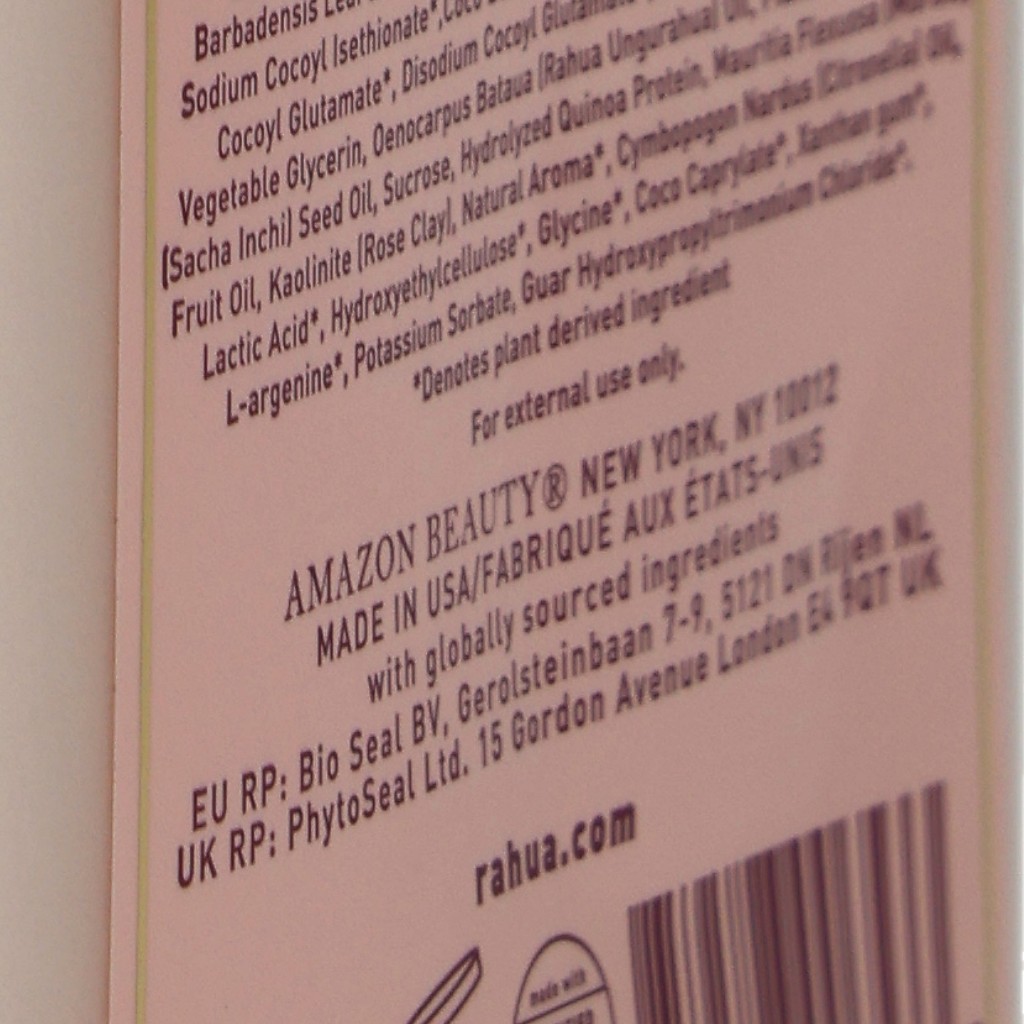 Barbadensis
Sodium Cocoyl Isethionate*, Coco
Cocoyl Glutamate*, Disodium Cocoyl Glutamate
Vegetable Glycerin, Oenocarpus Bataua (Rahua Ungurahua) Oil,
(Sacha Inchi) Seed Oil, Sucrose, Hydrolyzed Quinoa Protein, Mauritia Flexuosa
Fruit Oil, Kaolinite (Rose Clay), Natural Aroma*, Cymbopogon Nardus (Citronella) Oil,
Lactic Acid*, Hydroxyethylcellulose*, Glycine*, Coco Caprylate*, Xanthan gum*,
L-argenine*, Potassium Sorbate, Guar Hydroxypropyltrimonium Chloride*.
*Denotes plant derived ingredient
For external use only.
AMAZON BEAUTY® NEW YORK, NY 10012
MADE IN USA/FABRIQUÉ AUX ÉTATS-UNIS
with globally sourced ingredients
EU RP: Bio Seal BV, Gerolsteinbaan 7-9, 5121 DN Rijen NL
UK RP: PhytoSeal Ltd. 15 Gordon Avenue London E4 9QT UK
rahua.com
made with